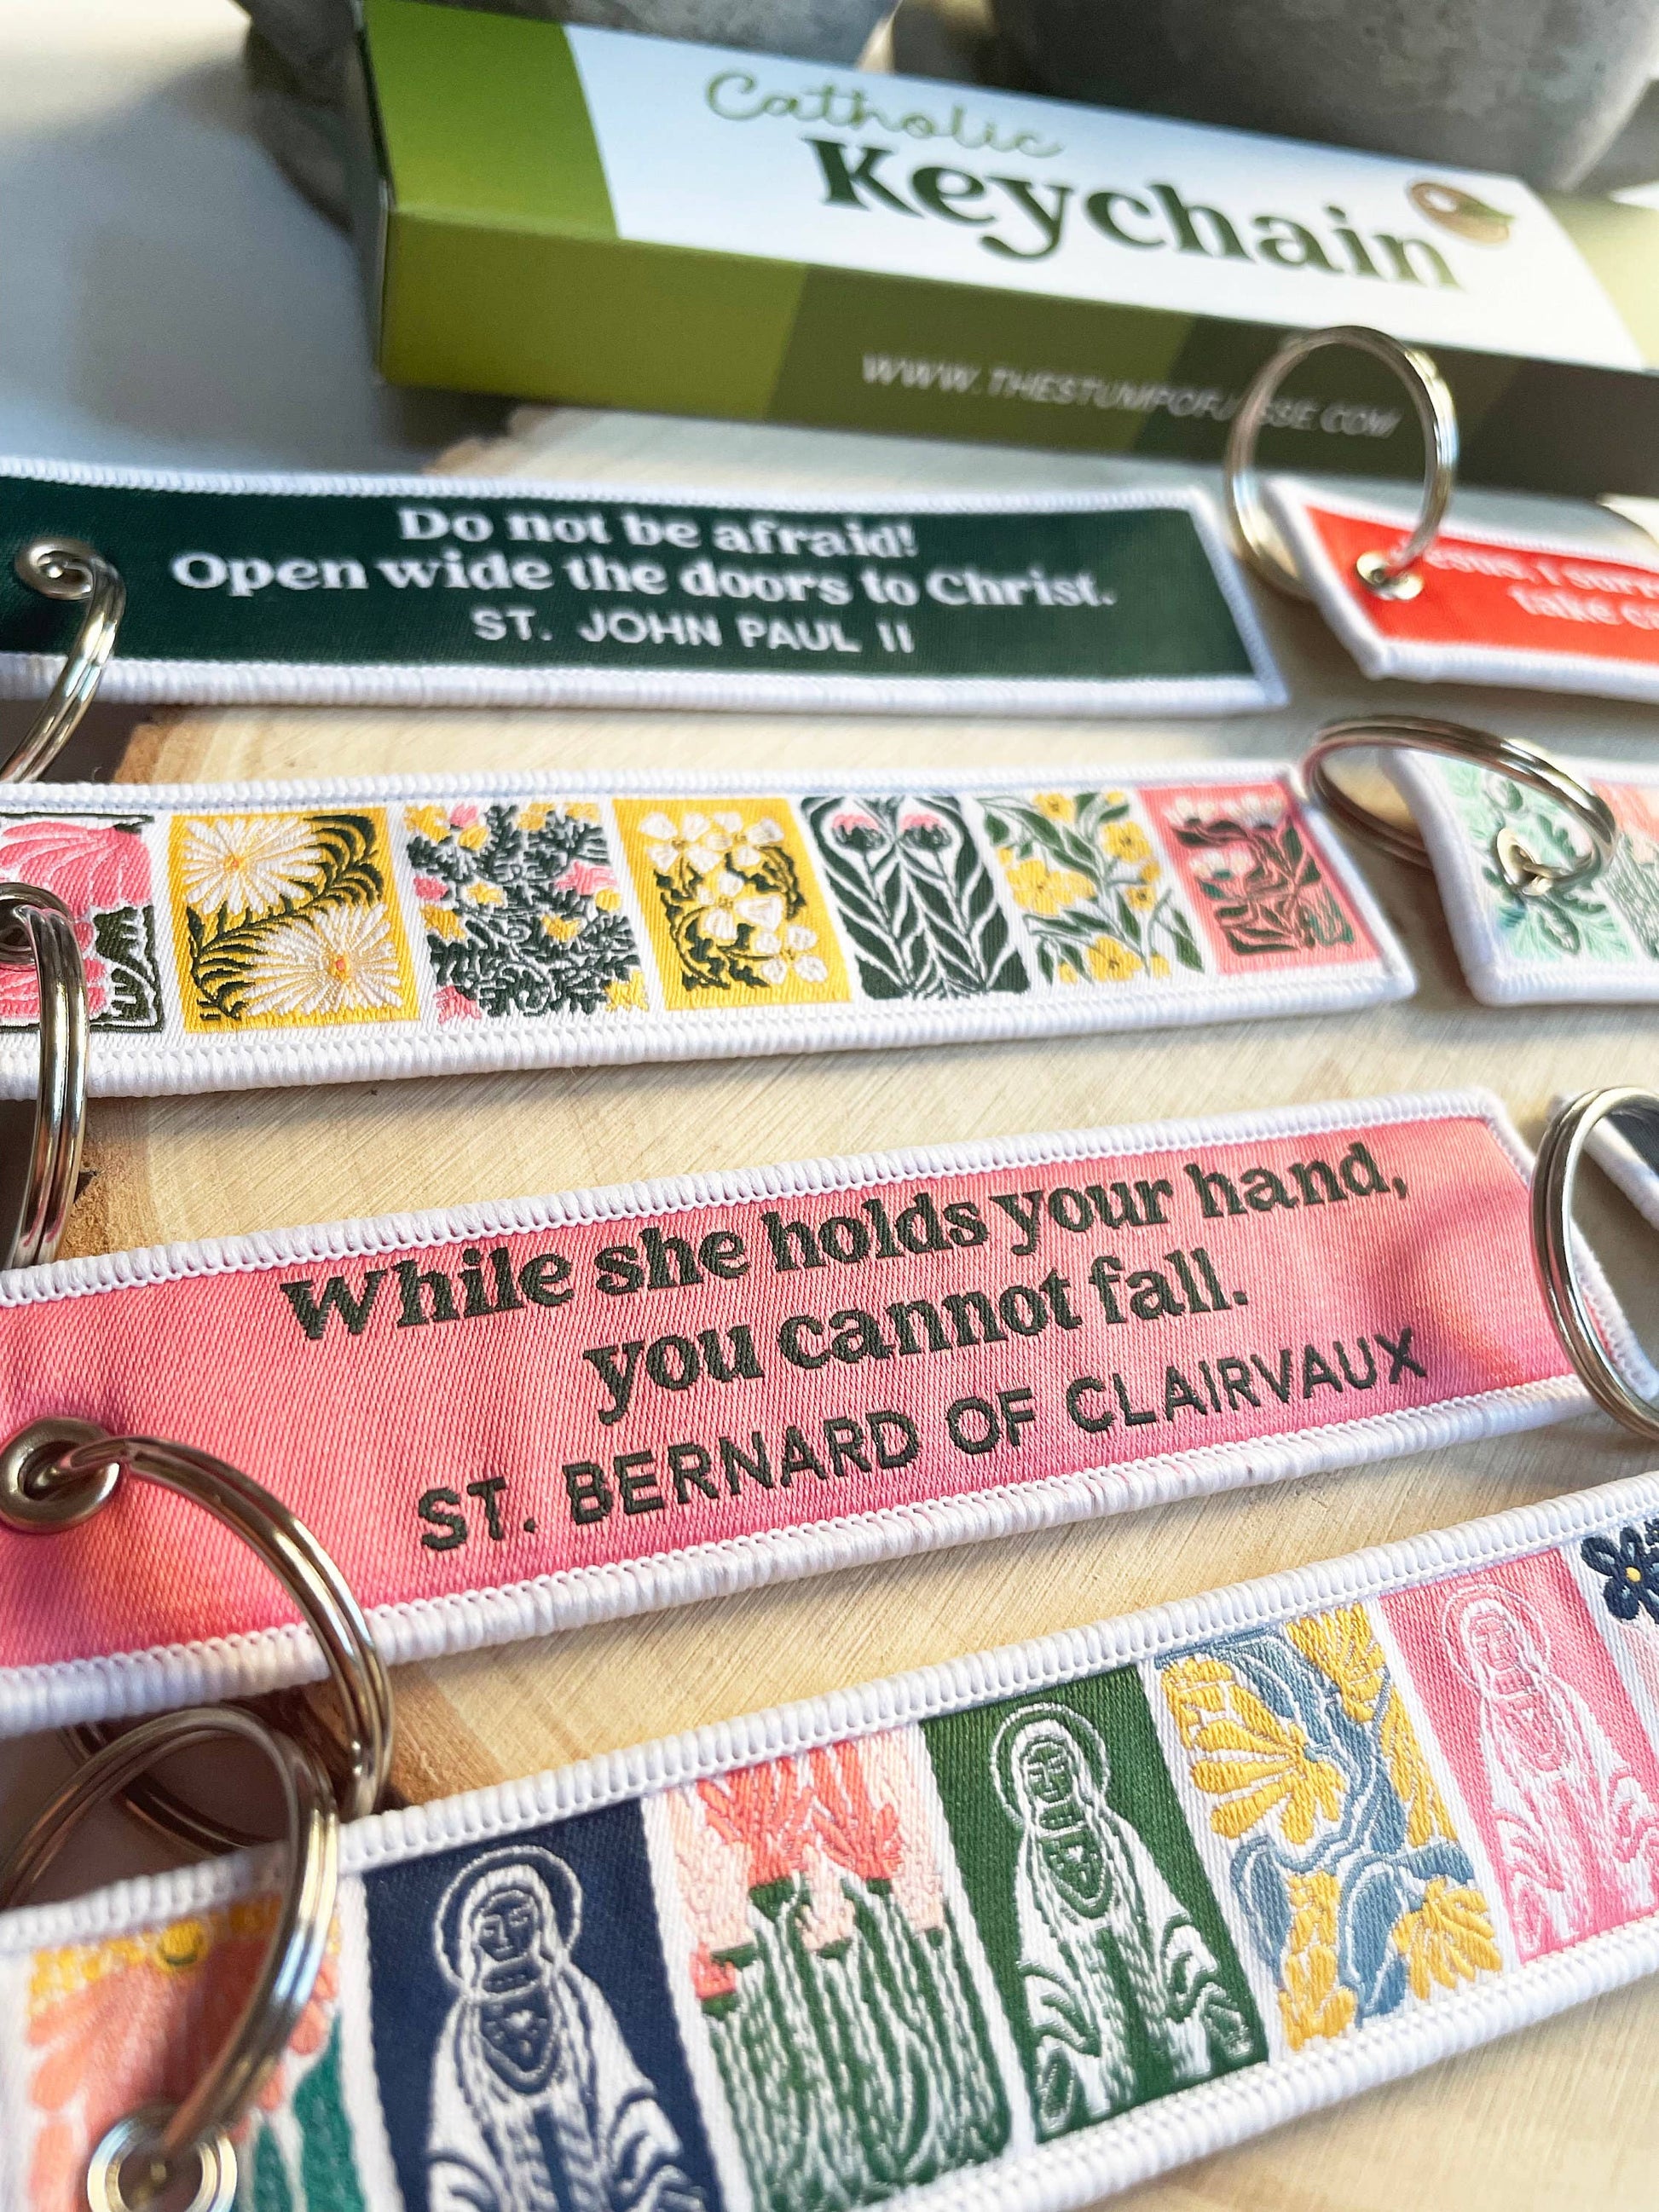 Catholic
Keychain
WWW.THESTUMPOFJESSE.COM
Do not be afraid!
Open wide the doors to Christ.
ST. JOHN PAUL II
take
While she holds your hand,
you cannot fall.
ST. BERNARD OF CLAIRVAUX